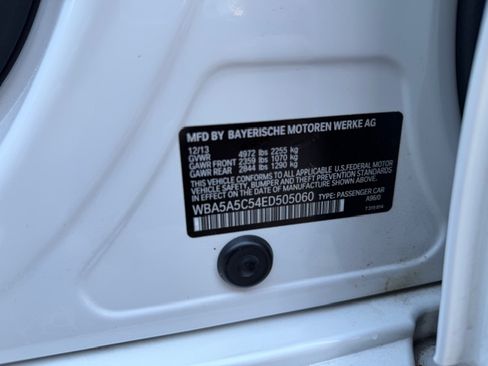 MFD BY BAYERISCHE MOTOREN WERKE AG
12/13
GVWR 4972 lbs 2255 kg
GAWR FRONT 2359 lbs 1070 kg
GAWR REAR 2844 lbs 1290 kg
THIS VEHICLE CONFORMS TO ALL APPLICABLE U.S. FEDERAL MOTOR
VEHICLE SAFETY, BUMPER, AND THEFT PREVENTION STANDARDS
IN EFFECT ON THE DATE OF MANUFACTURE SHOWN ABOVE.
WBA5A5C54ED505060 TYPE: PASSENGER CAR
A96/0